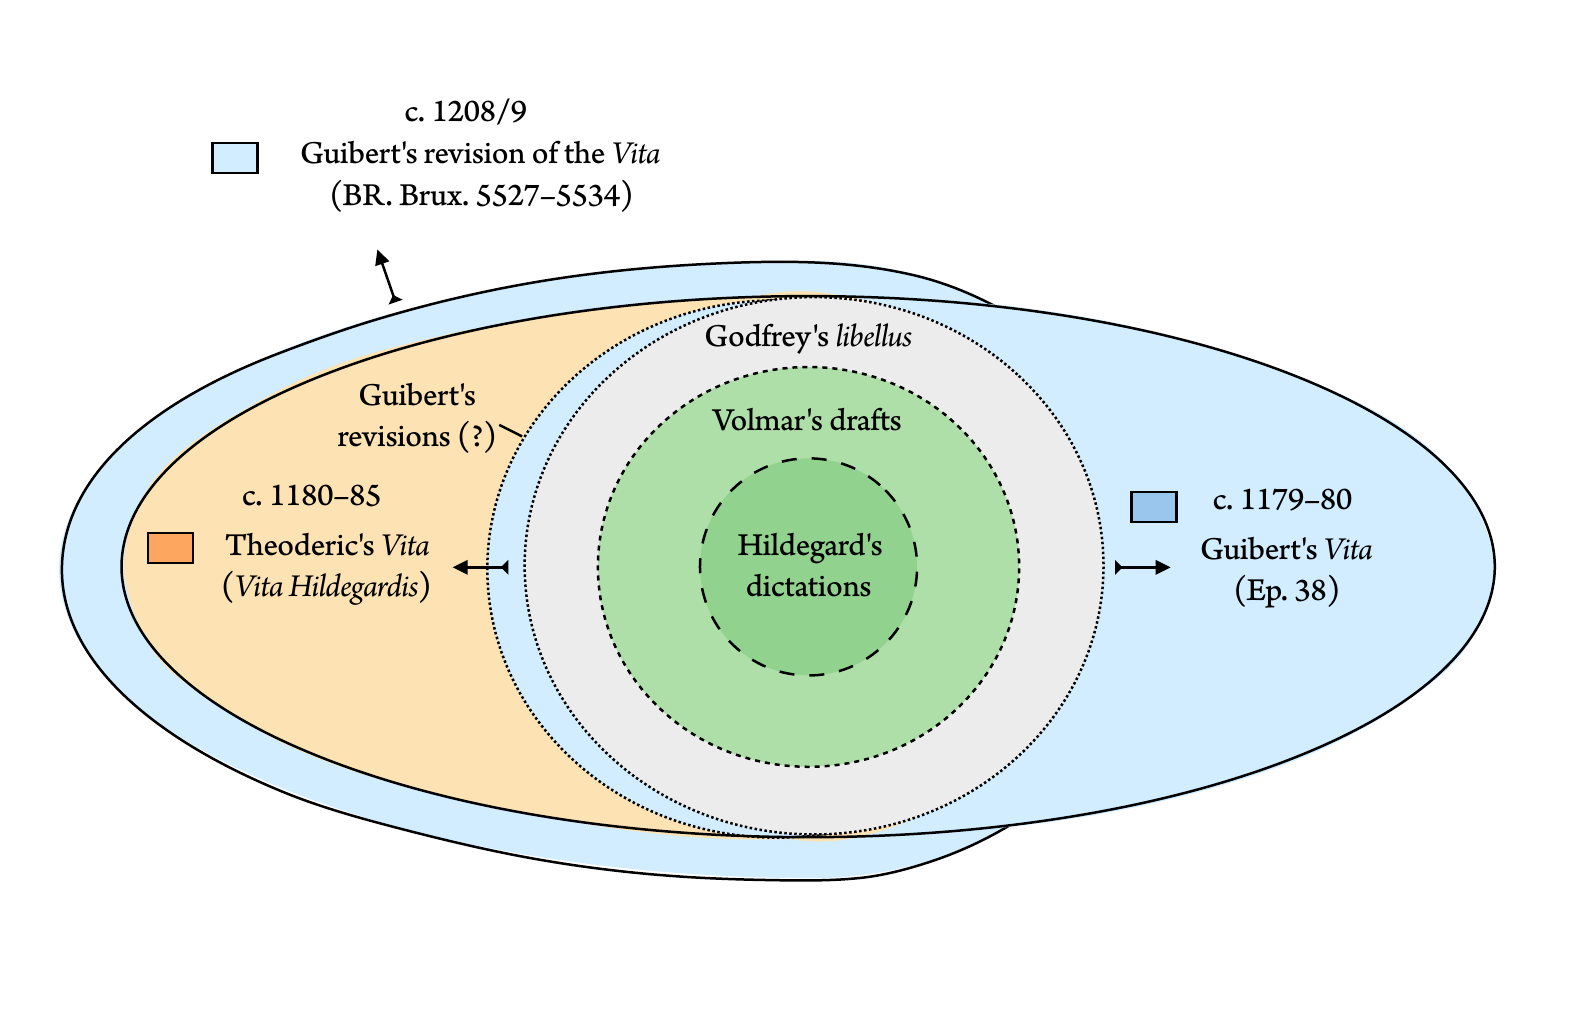 c. 1208/9
Guibert's revision of the Vita
(BR. Brux. 5527–5534)
Godfrey's libellus
Guibert's
revisions (?)
Volmar's drafts
c. 1180–85
Theoderic's Vita
(Vita Hildegardis)
Hildegard's
dictations
c. 1179–80
Guibert's Vita
(Ep. 38)